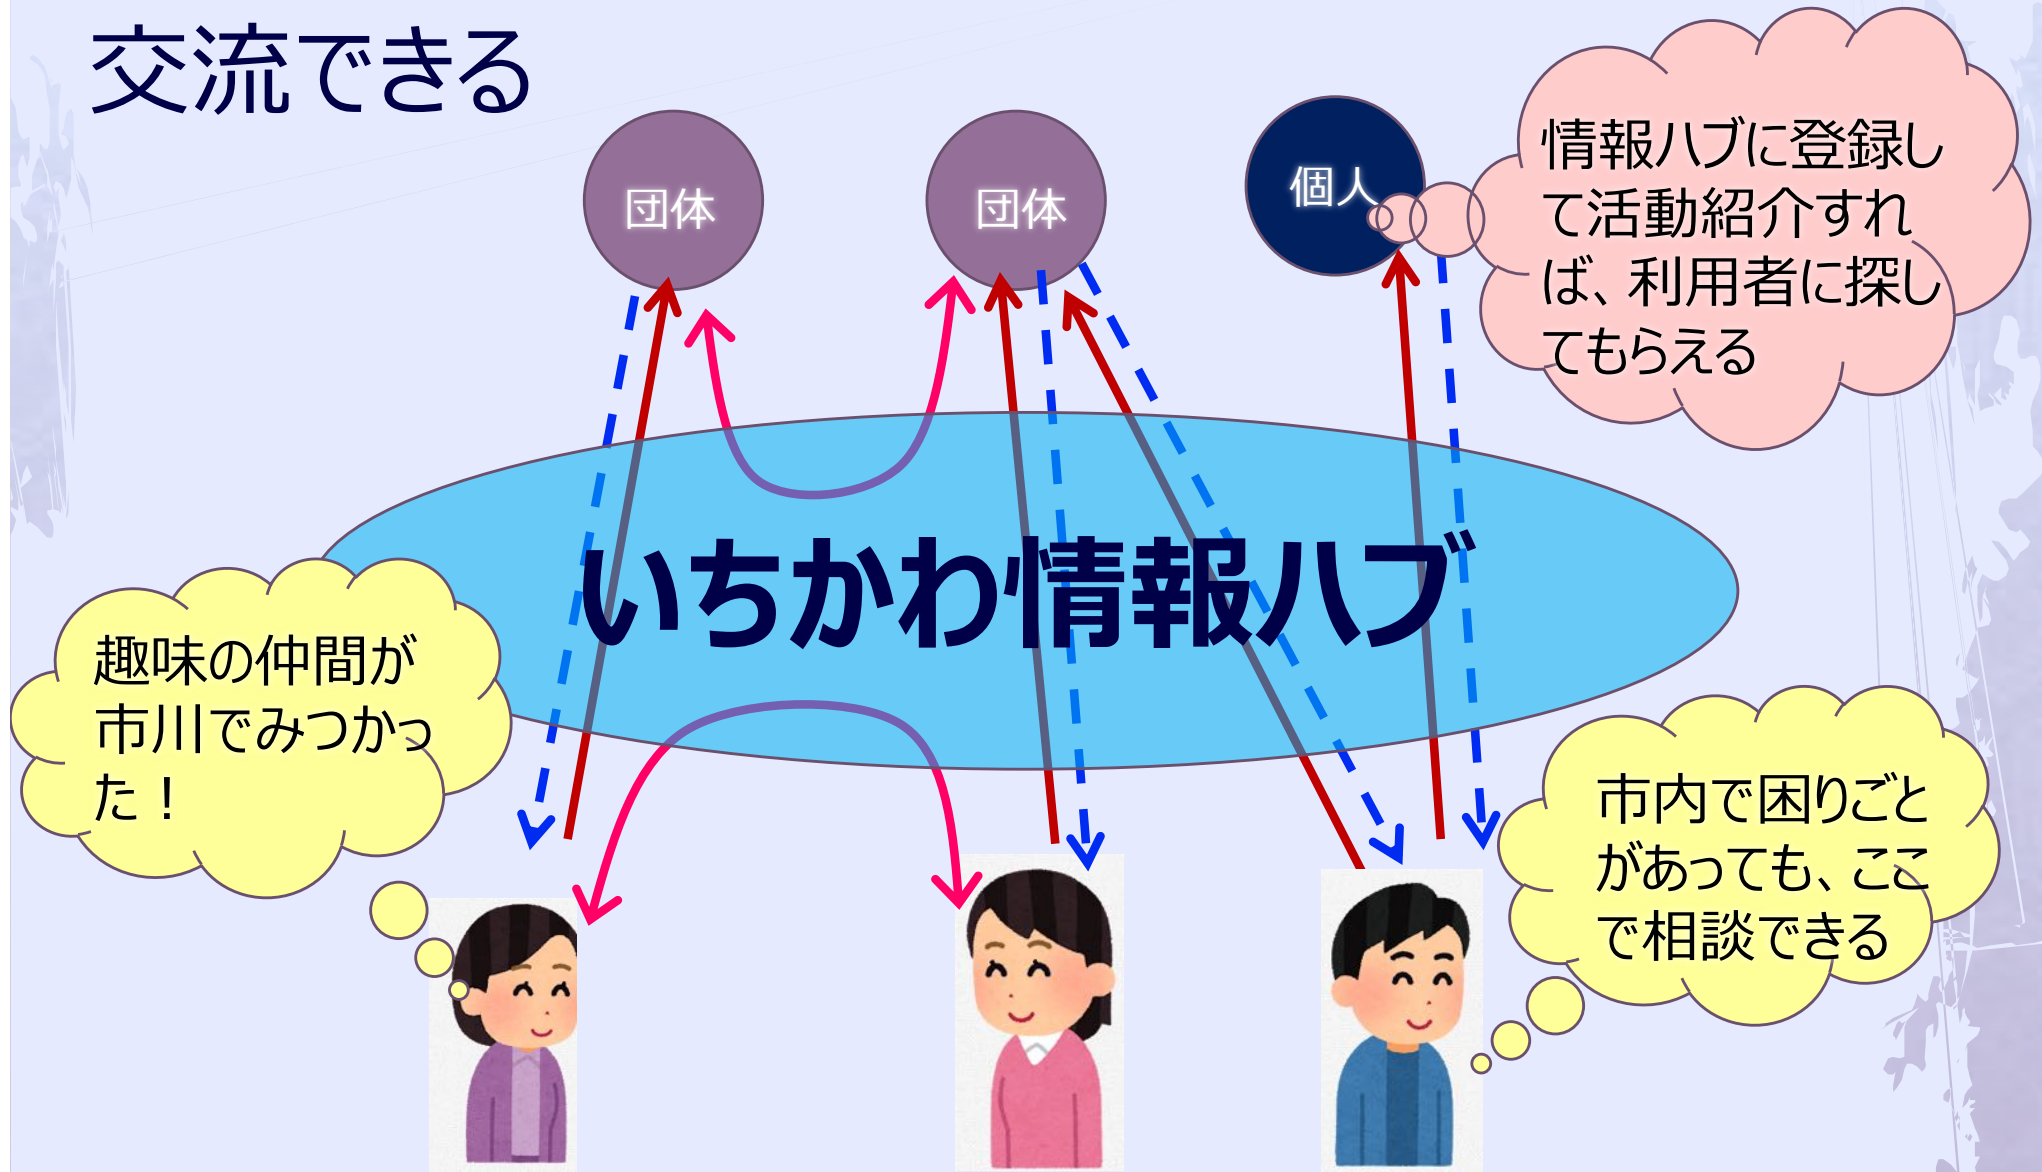 交流できる
団体
団体
個人
情報ハブに登録し
て活動紹介すれ
ば、利用者に探し
てもらえる
いちかわ情報ハブ
趣味の仲間が
市川でみつかっ
た！
市内で困りごと
があっても、ここ
で相談できる